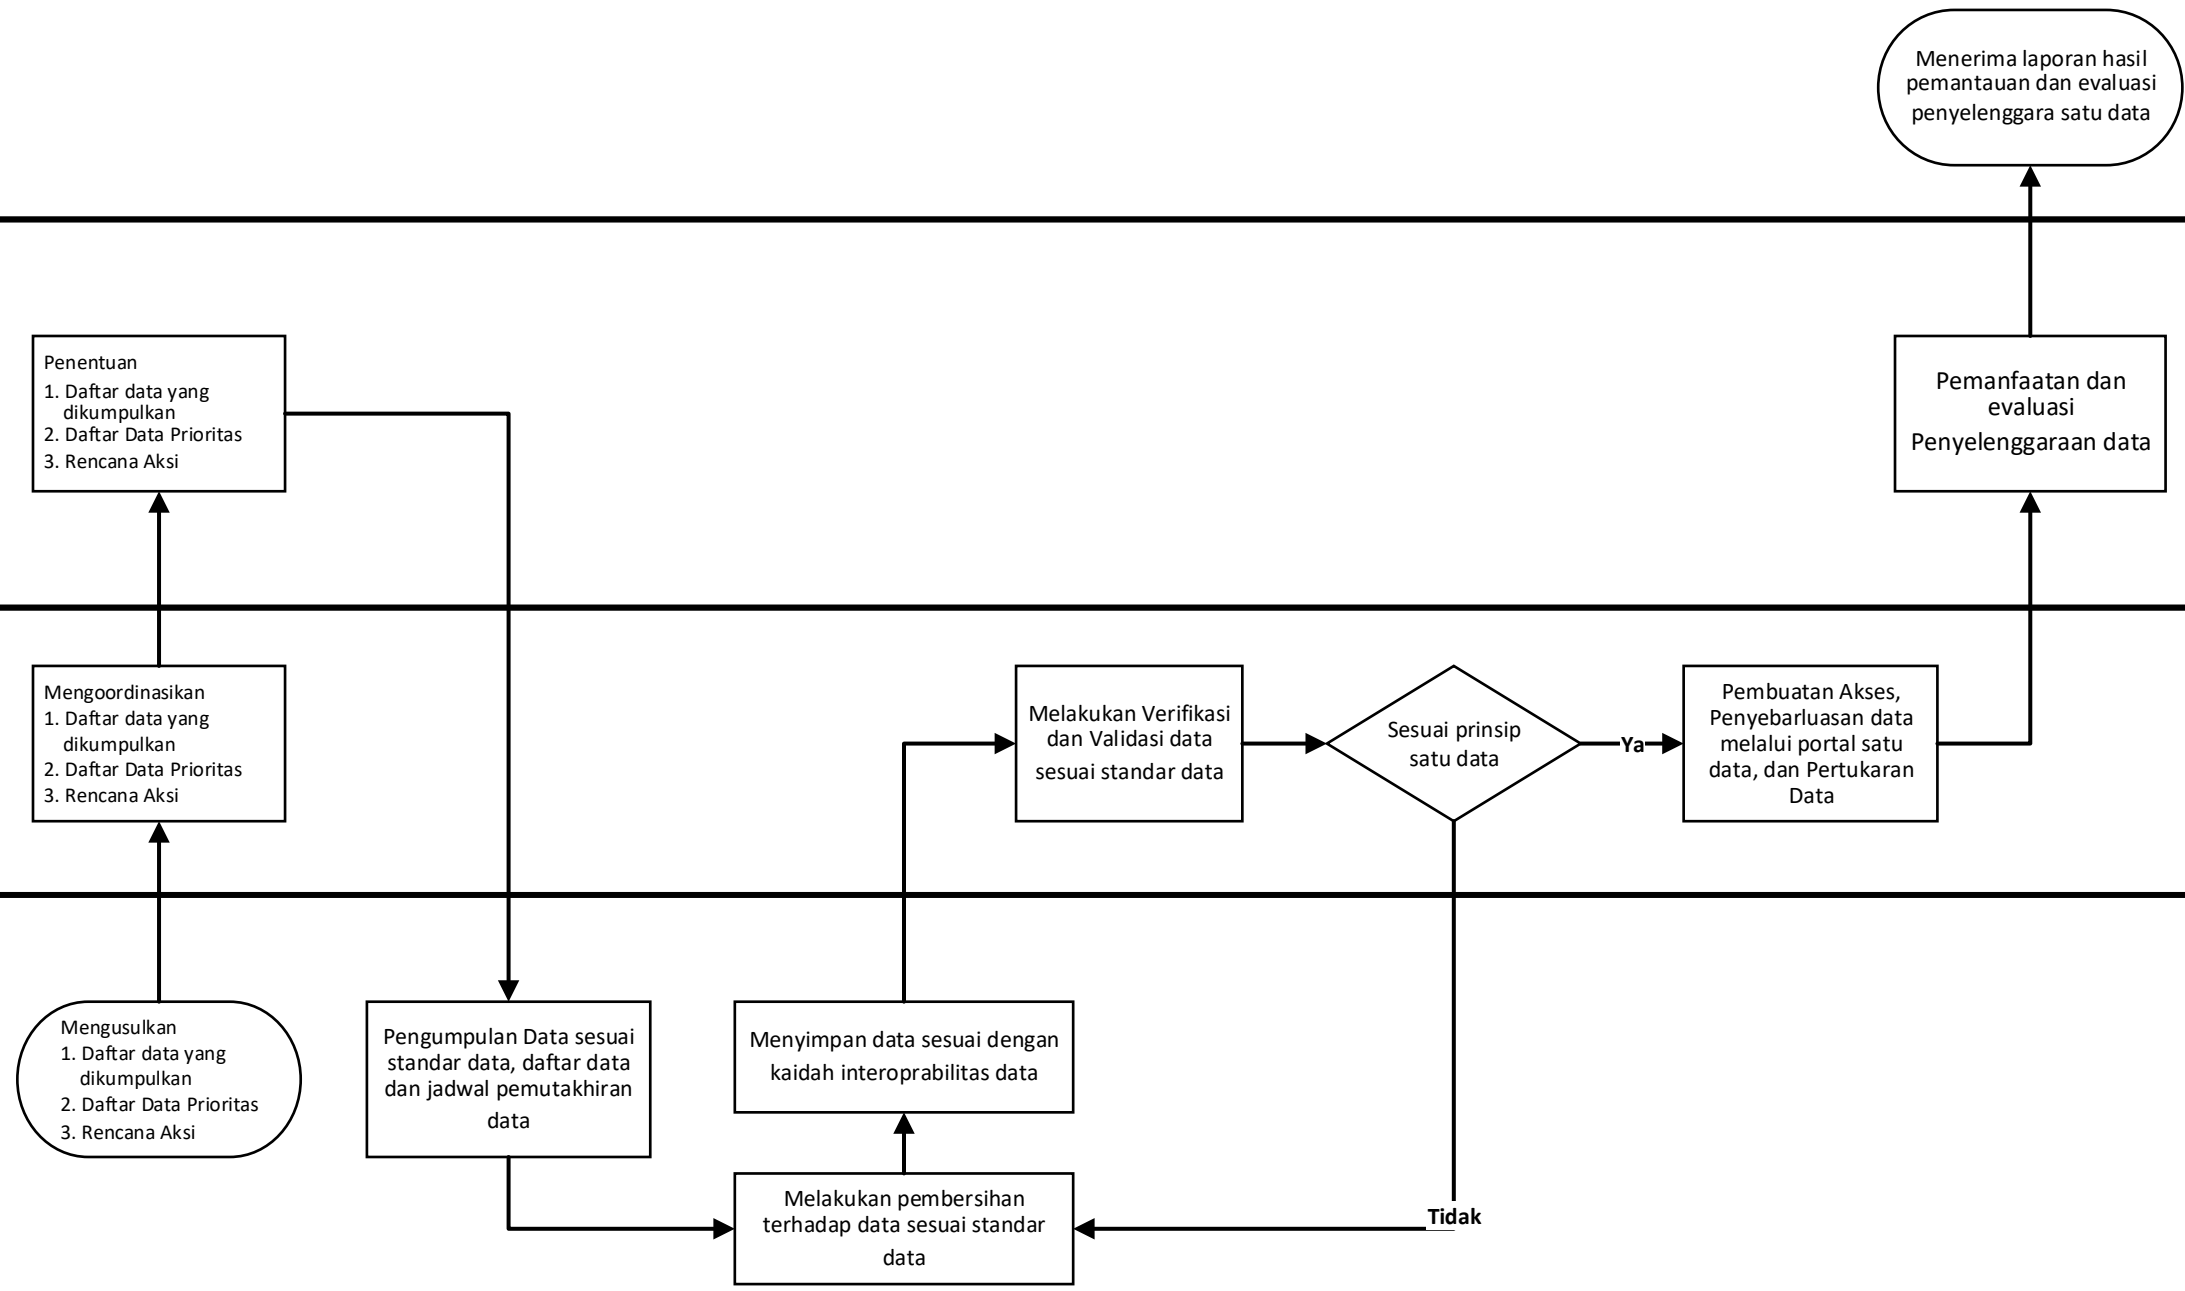 Menerima laporan hasil
pemantauan dan evaluasi
penyelenggara satu data
Penentuan
1. Daftar data yang
dikumpulkan
2. Daftar Data Prioritas
3. Rencana Aksi
Pemanfaatan dan
evaluasi
Penyelenggaraan data
Mengoordinasikan
1. Daftar data yang
dikumpulkan
2. Daftar Data Prioritas
3. Rencana Aksi
Melakukan Verifikasi
dan Validasi data
sesuai standar data
Sesuai prinsip
satu data
Ya
Pembuatan Akses,
Penyebarluasan data
melalui portal satu
data, dan Pertukaran
Data
Mengusulkan
1. Daftar data yang
dikumpulkan
2. Daftar Data Prioritas
3. Rencana Aksi
Pengumpulan Data sesuai
standar data, daftar data
dan jadwal pemutakhiran
data
Menyimpan data sesuai dengan
kaidah interoprabilitas data
Melakukan pembersihan
terhadap data sesuai standar
data
Tidak